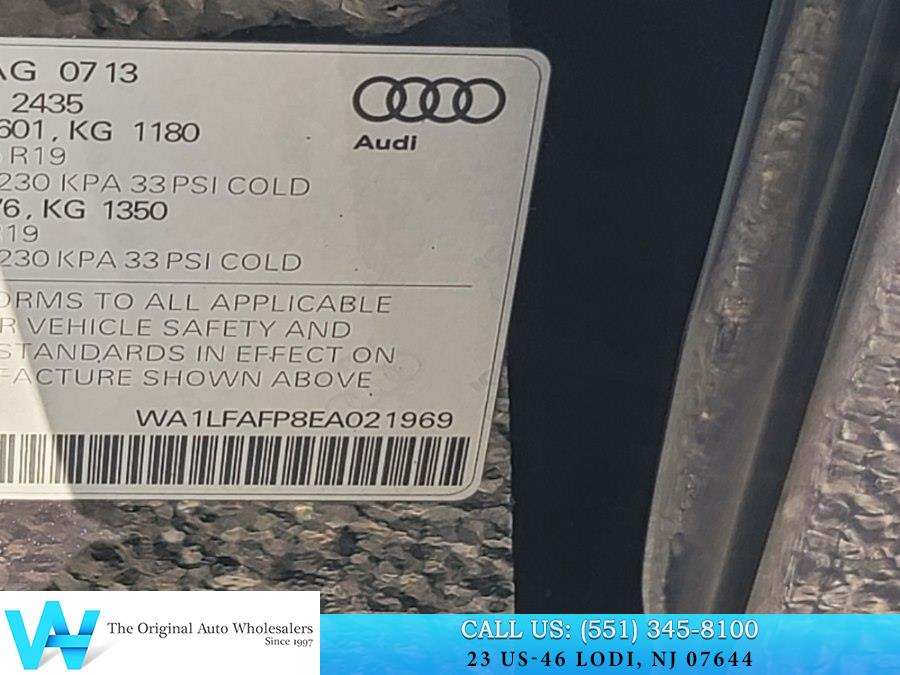 AG 0713
2435
601, KG 1180
R19
230 KPA 33 PSI COLD
76, KG 1350
R19
230 KPA 33 PSI COLD
Audi
ORMS TO ALL APPLICABLE
R VEHICLE SAFETY AND
STANDARDS IN EFFECT ON
FACTURE SHOWN ABOVE
WA1LFAFP8EA021969
The Original Auto Wholesalers
Since 1997
CALL US: (551) 345-8100
23 US-46 LODI, NJ 07644